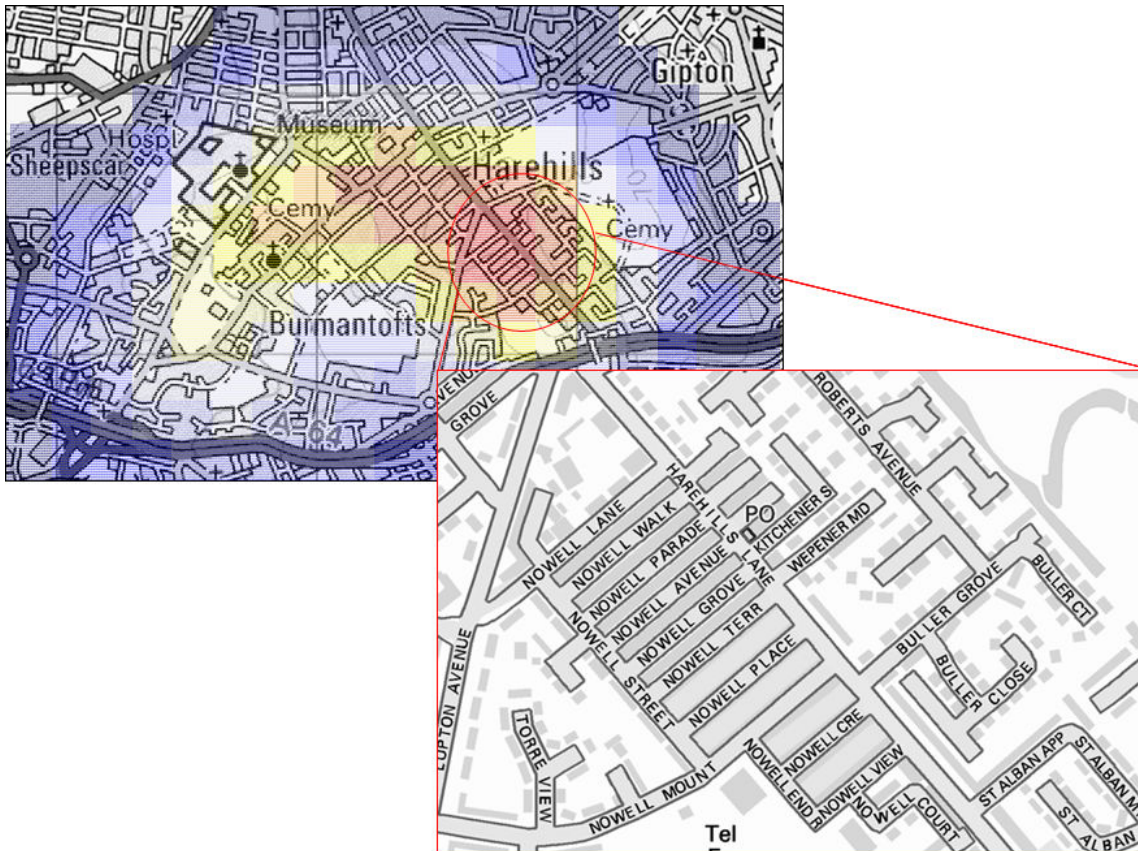 Gipton
Museum
Hospl
Sheepscar
Harehills
Cemy
Cemy
Burmantofts
A 64
VENUE
GROVE
ROBERTS AVENUE
HAREHILLS LANE
PO
KITCHENER S
WEPENER MD
NOWELL LANE
NOWELL WALK
NOWELL PARADE
NOWELL AVENUE
NOWELL GROVE
NOWELL TERR
NOWELL PLACE
NOWELL STREET
BULLER GROVE
BULLER CT
BULLER CLOSE
LUPTON AVENUE
TORRE VIEW
NOWELL MOUNT
NOWELL CRE
NOWELL VIEW
NOWELL END R
NOWELL COURT
ST ALBAN APP
ST ALBAN M
ST ALBAN
Tel